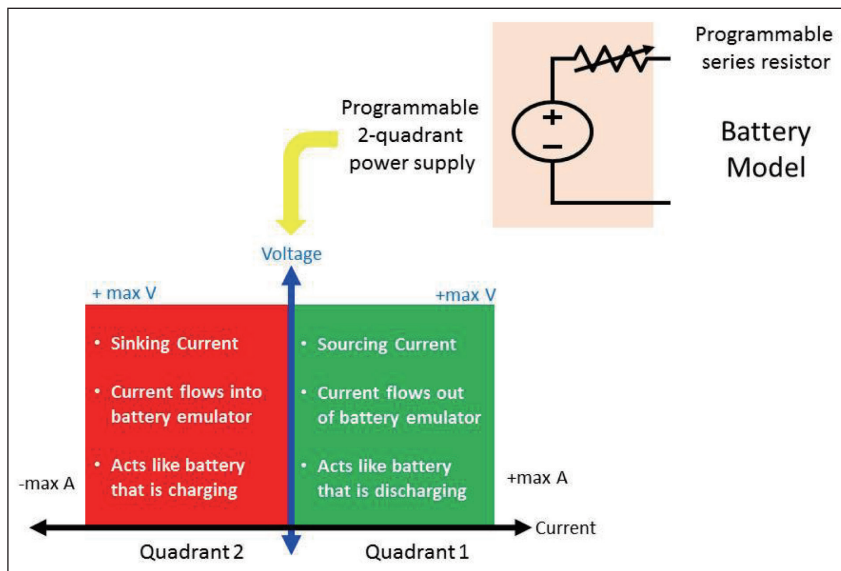 Programmable
series resistor
Programmable
2-quadrant
power supply
+
−
Battery
Model
Voltage
+ max V
+max V
• Sinking Current
• Current flows into
battery emulator
• Acts like battery
that is charging
• Sourcing Current
• Current flows out
of battery emulator
• Acts like battery
that is discharging
-max A
+max A
Current
Quadrant 2
Quadrant 1